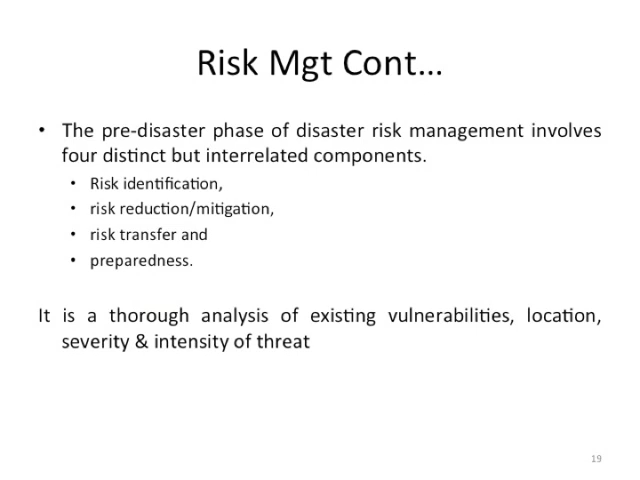 Risk Mgt Cont…
• The pre-disaster phase of disaster risk management involves
four distinct but interrelated components.
• Risk identification,
• risk reduction/mitigation,
• risk transfer and
• preparedness.
It is a thorough analysis of existing vulnerabilities, location,
severity & intensity of threat
19